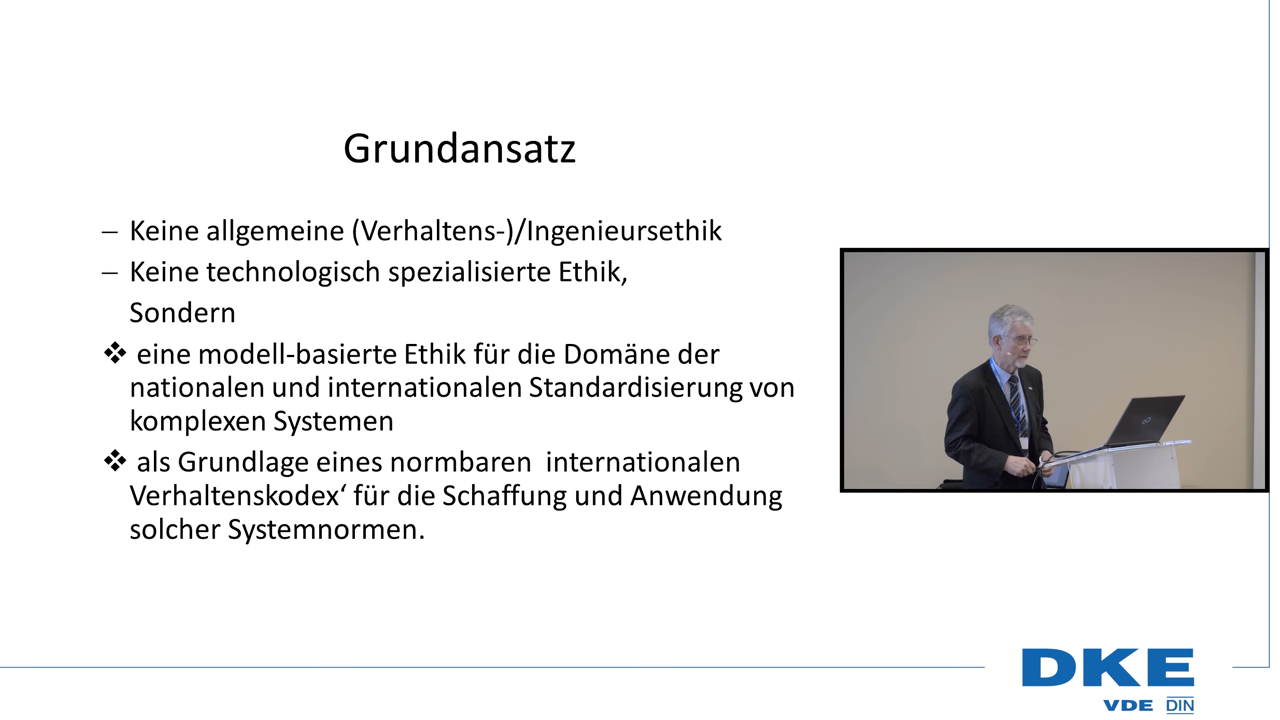 Grundansatz
– Keine allgemeine (Verhaltens-)/Ingenieursethik
– Keine technologisch spezialisierte Ethik,
Sondern
❖ eine modell-basierte Ethik für die Domäne der
nationalen und internationalen Standardisierung von
komplexen Systemen
❖ als Grundlage eines normbaren internationalen
Verhaltenskodex‘ für die Schaffung und Anwendung
solcher Systemnormen.
DKE
VDE DIN